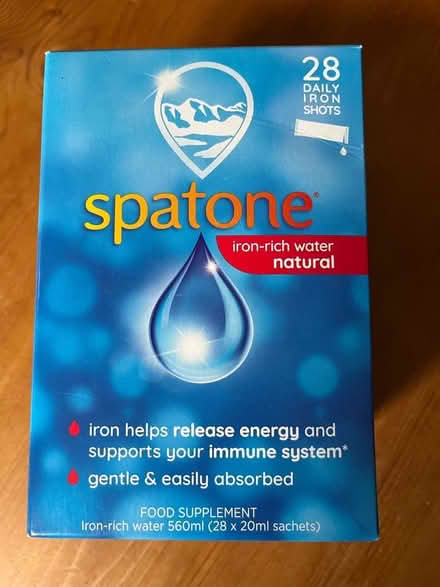 28
DAILY
IRON
SHOTS
spatone®
iron-rich water
natural
iron helps release energy and
supports your immune system*
gentle & easily absorbed
FOOD SUPPLEMENT
Iron-rich water 560ml (28 x 20ml sachets)